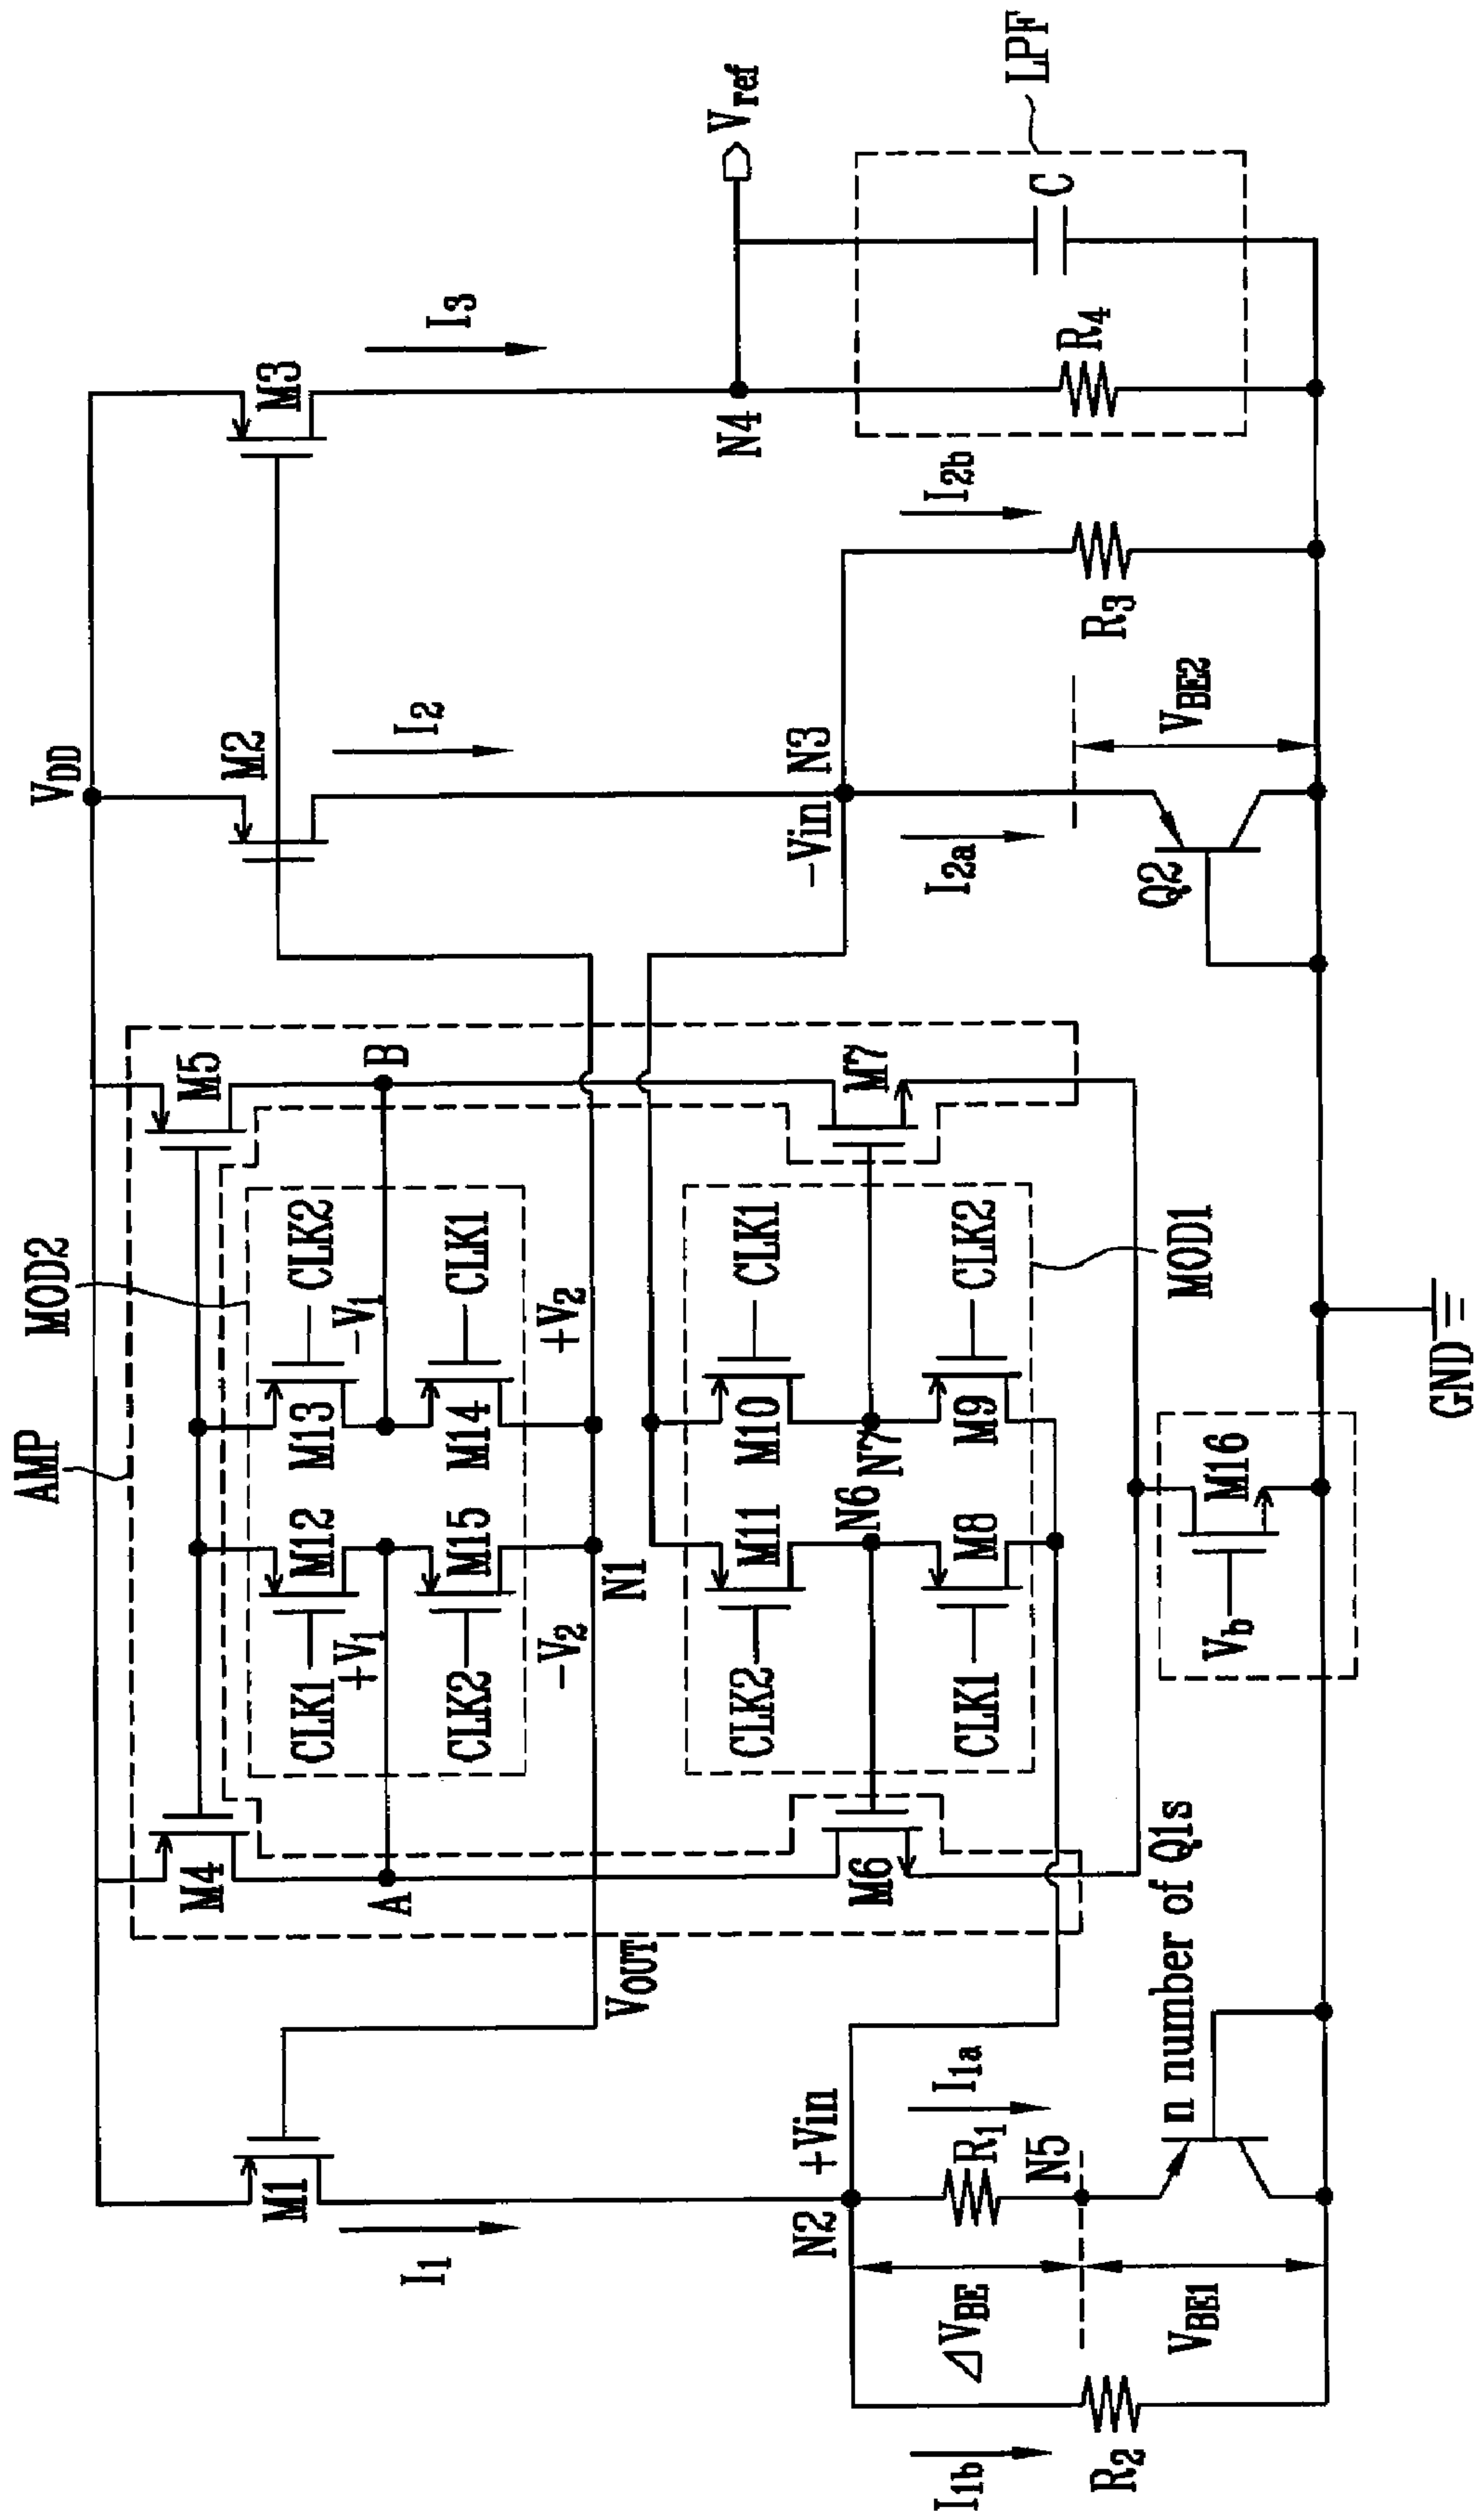 AMP
MOD2
VDD
M1
M4
M5
M2
M3
I1
I2
I3
CLK1
M12
M13
CLK2
+V1
-V1
A
B
CLK2
M15
M14
CLK1
-V2
+V2
VOUT
N1
N4
Vref
CLK2
M11
M10
CLK1
N2
+Vin
M6
N6
N7
M7
-Vin
N3
I1b
ΔVBE
R1
I1a
CLK1
M8
M9
CLK2
I2a
I2b
LPF
C
R4
N5
R2
VBE1
n number of Q1s
Vb
M16
MOD1
Q2
VBE2
R3
GND